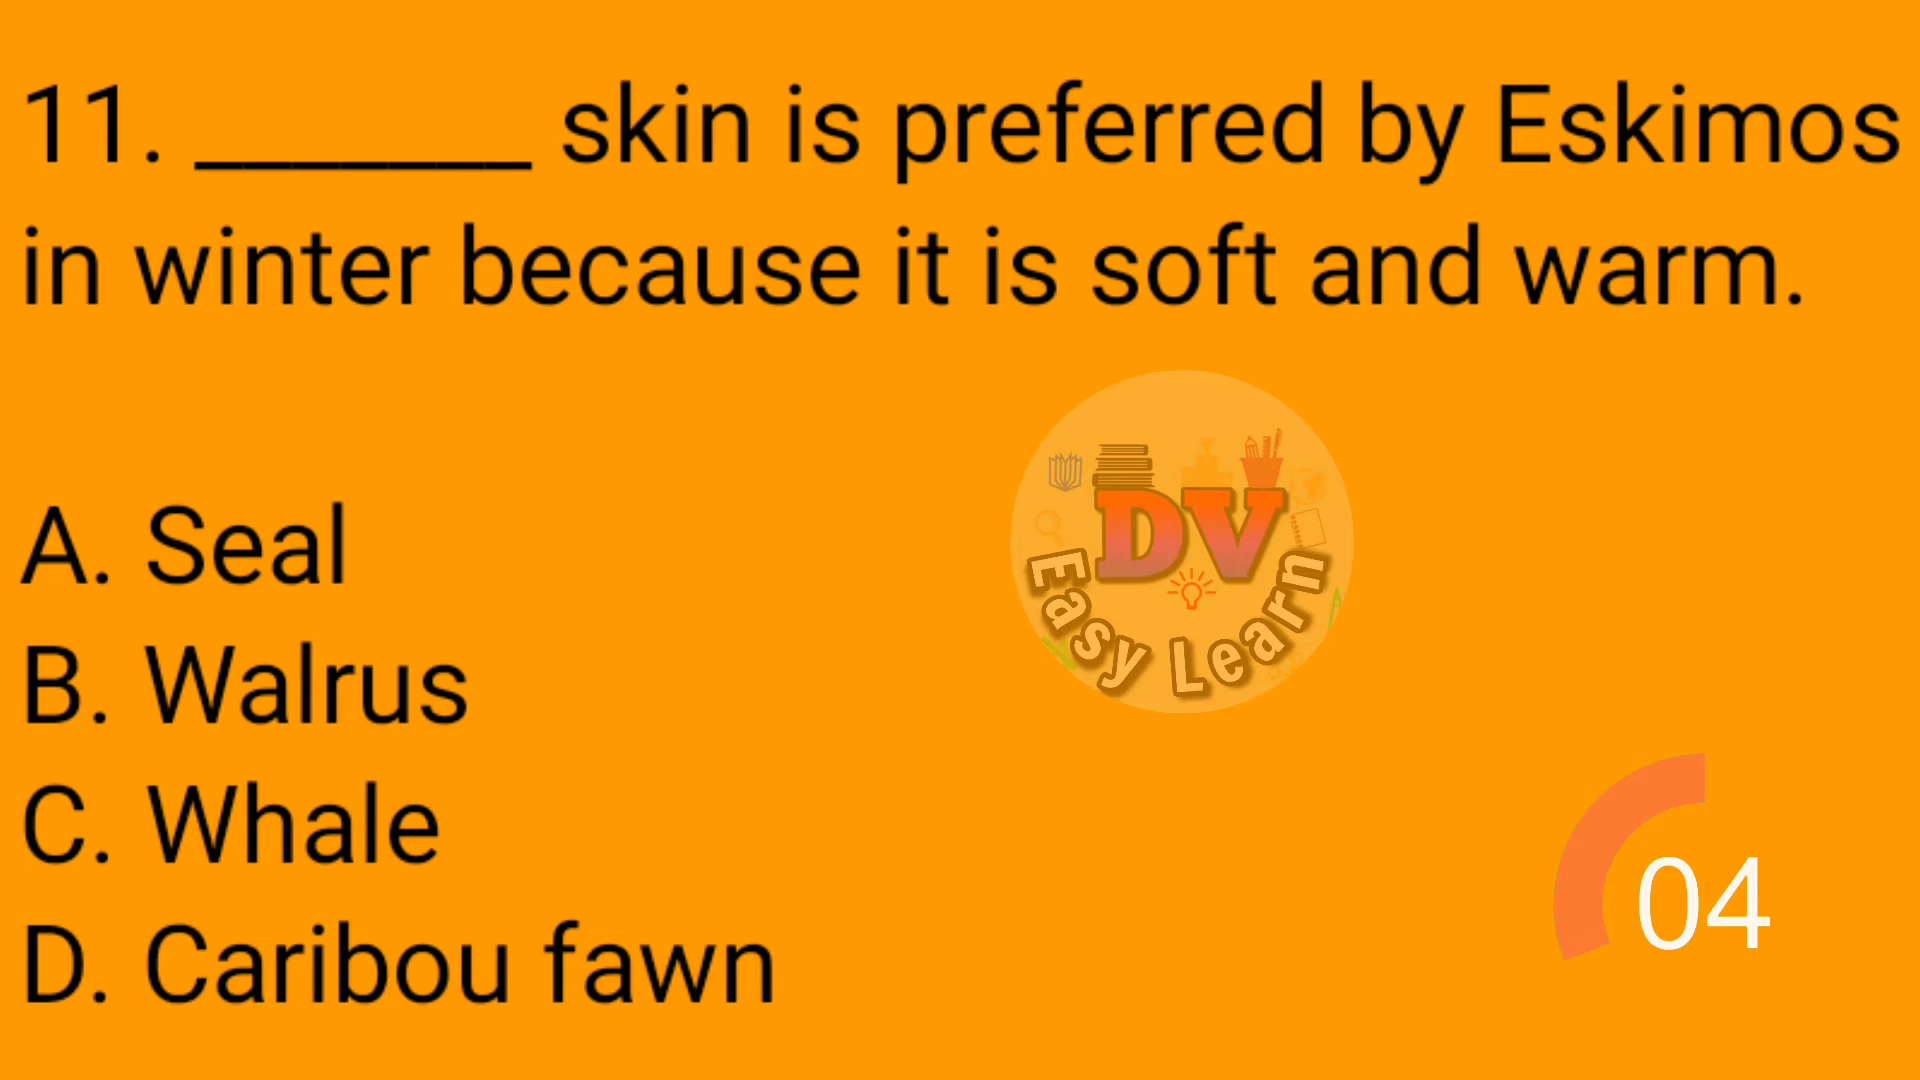 11. _______ skin is preferred by Eskimos
in winter because it is soft and warm.
A. Seal
B. Walrus
C. Whale
D. Caribou fawn
DV
Easy Learn
04